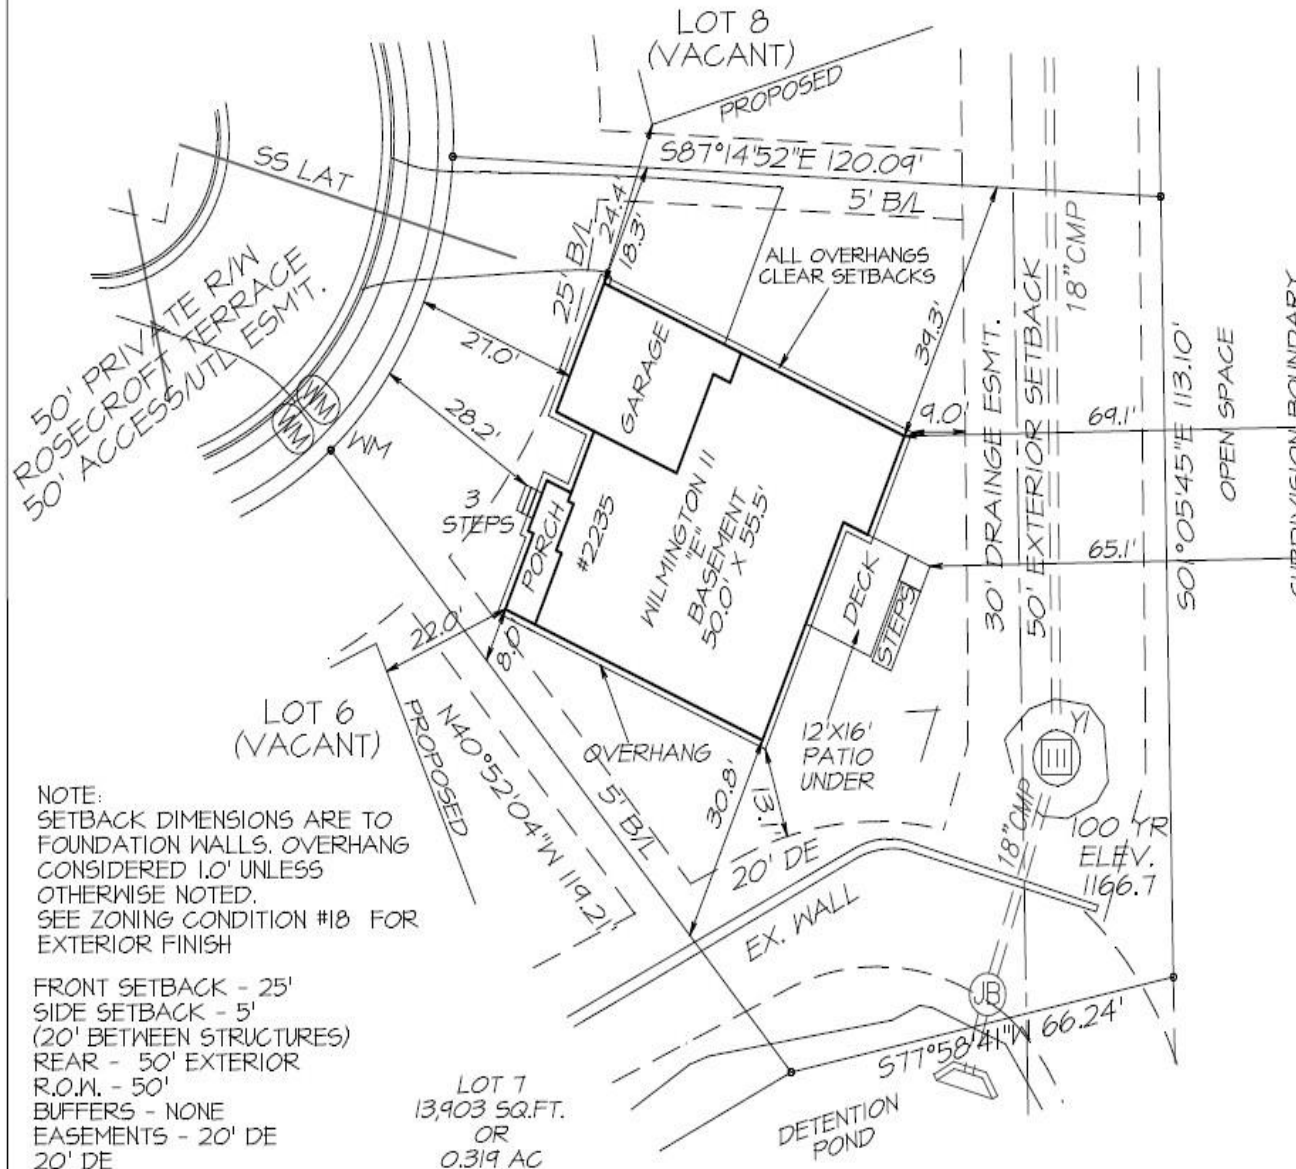 LOT 8
(VACANT)
PROPOSED
S87°14'52"E 120.09'
5' B/L
SS LAT
24.4'
18.3'
25' B/L
ALL OVERHANGS
CLEAR SETBACKS
39.3'
18" CMP
50' PRIVATE R/W
ROSECROFT TERRACE
50' ACCESS/UTL ESM'T.
27.0'
28.2'
GARAGE
9.0'
69.1'
30' DRAINGE ESM'T.
50' EXTERIOR SETBACK
S01°05'45"E 113.10'
OPEN SPACE
SUBDIVISION BOUNDARY
WM
WM
WM
3
STEPS
PORCH
#2235
WILMINGTON II
"E"
BASEMENT
50.0' X 55.5'
65.1'
DECK
STEPS
22.0'
8.0'
LOT 6
(VACANT)
PROPOSED
N40°52'04"W 119.21'
OVERHANG
5' B/L
12'X16'
PATIO
UNDER
30.8'
13.7'
20' DE
YI
18" CMP
100 YR
ELEV.
1166.7
EX. WALL
JB
S77°58'41"W 66.24'
DETENTION
POND
NOTE:
SETBACK DIMENSIONS ARE TO
FOUNDATION WALLS. OVERHANG
CONSIDERED 1.0' UNLESS
OTHERWISE NOTED.
SEE ZONING CONDITION #18 FOR
EXTERIOR FINISH
FRONT SETBACK - 25'
SIDE SETBACK - 5'
(20' BETWEEN STRUCTURES)
REAR - 50' EXTERIOR
R.O.W. - 50'
BUFFERS - NONE
EASEMENTS - 20' DE
20' DE
LOT 7
13,903 SQ.FT.
OR
0.319 AC